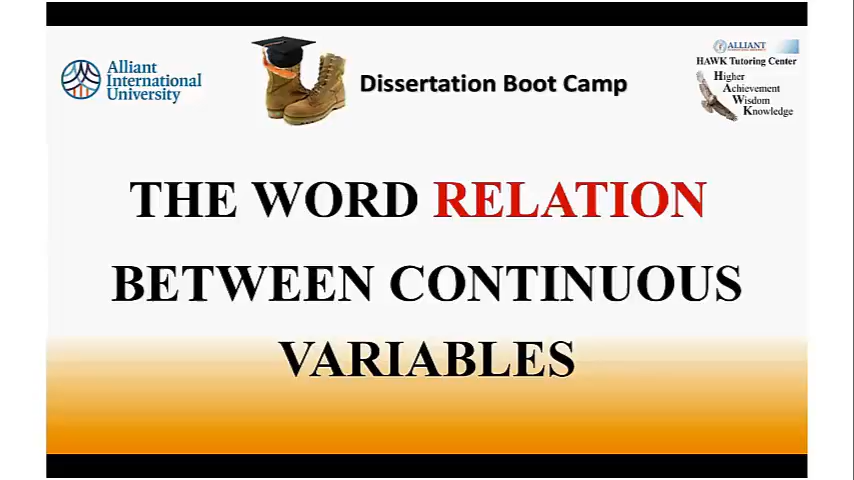 Alliant
International
University
Dissertation Boot Camp
ALLIANT
HAWK Tutoring Center
Higher
Achievement
Wisdom
Knowledge
THE WORD RELATION
BETWEEN CONTINUOUS
VARIABLES